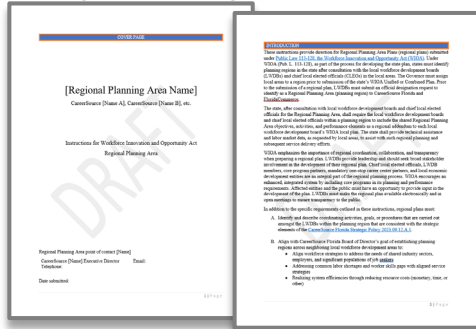 COVER PAGE
[Regional Planning Area Name]
CareerSource [Name A], CareerSource [Name B], etc.
Instructions for Workforce Innovation and Opportunity Act
Regional Planning Area
Regional Planning Area point of contact [Name]
CareerSource [Name] Executive Director Email:
Telephone:
Date submitted:
DRAFT
INTRODUCTION
These instructions provide direction for Regional Planning Area Plans (regional plans) submitted
under Public Law 113-128, the Workforce Innovation and Opportunity Act (WIOA). Under
WIOA (Pub. L. 113-128), as part of the process for developing the state plan, states must identify
planning regions in the state after consultation with the local workforce development boards
(LWDBs) and chief local elected officials (CLEOs) in the local areas. The Governor must assign
local areas to a region prior to submission of the state's WIOA Unified or Combined Plan. Prior
to the submission of a regional plan, LWDBs must submit an official designation request to
identify as a Regional Planning Area (planning region) to CareerSource Florida and
FloridaCommerce.
The state, after consultation with local workforce development boards and chief local elected
officials for the Regional Planning Area, shall require the local workforce development boards
and chief local elected officials within a planning region to include the shared Regional Planning
Area objectives, activities, and performance elements as a regional addendum to each local
workforce development board's WIOA local plan. The state shall provide technical assistance
and labor market data, as requested by local areas, to assist with such regional planning and
subsequent service delivery efforts.
WIOA emphasizes the importance of regional coordination, collaboration, and transparency
when preparing a regional plan. LWDBs provide leadership and should seek broad stakeholder
involvement in the development of their regional plan. Chief local elected officials, LWDB
members, core program partners, mandatory one-stop career center partners, and local economic
development entities are an integral part of the regional planning process. WIOA encourages an
enhanced, integrated system by including core programs in its planning and performance
requirements. Affected entities and the public must have an opportunity to provide input in the
development of the plan. LWDBs must make the regional plan available electronically and in
open meetings to ensure transparency to the public.
In addition to the specific requirements outlined in these instructions, regional plans must:
A. Identify and describe coordinating activities, goals, or procedures that are carried out
amongst the LWDBs within the planning region that are consistent with the strategic
elements of the CareerSource Florida Strategic Policy 2023.09.12.A.1.
B. Align with CareerSource Florida Board of Director's goal of establishing planning
regions across neighboring local workforce development areas to:
• Align workforce strategies to address the needs of shared industry sectors,
employers, and significant populations of job seekers
• Addressing common labor shortages and worker skills gaps with aligned service
strategies
• Realizing system efficiencies through reducing resource costs (monetary, time, or
other)
DRAFT